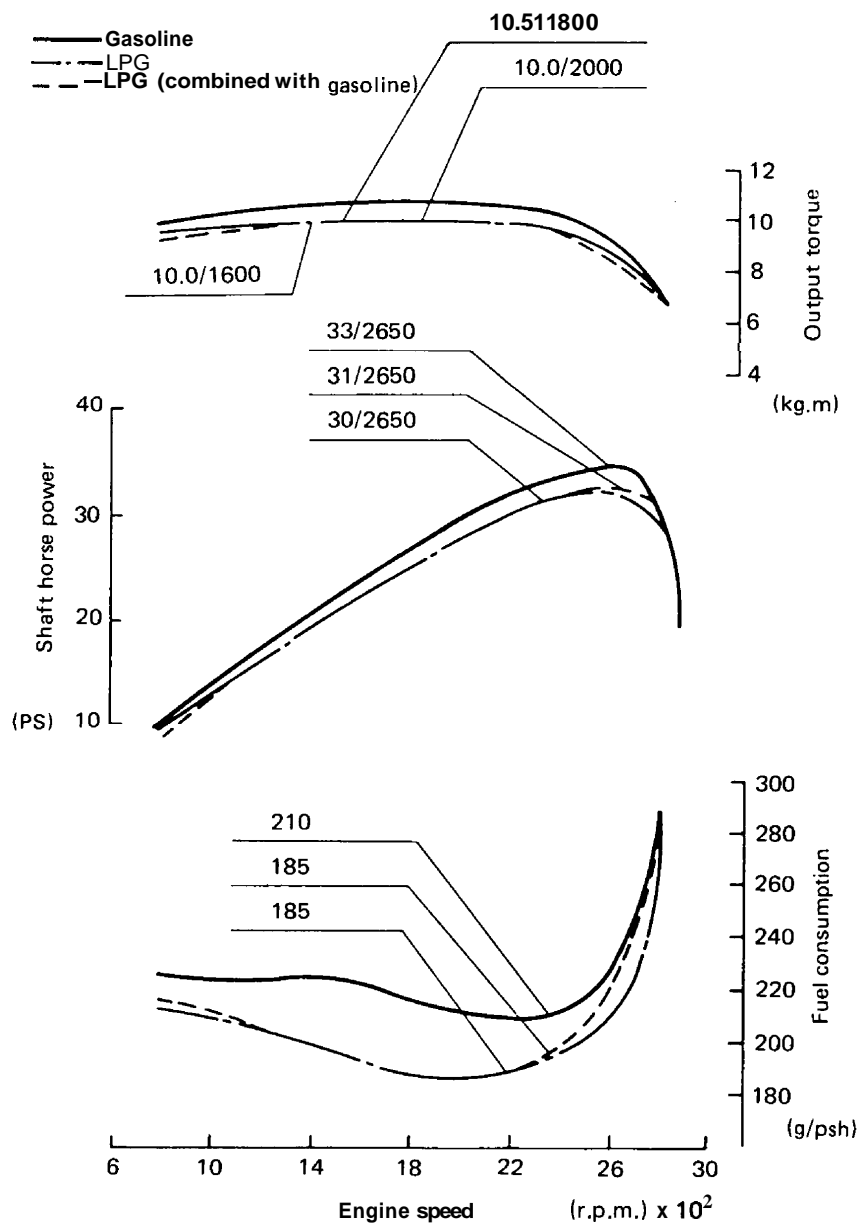 Gasoline
LPG
LPG (combined with gasoline)
10.511800
10.0/2000
10.0/1600
12
10
8
6
4
Output torque
(kg.m)
33/2650
31/2650
30/2650
40
30
20
10
Shaft horse power
(PS)
210
185
185
300
280
260
240
220
200
180
Fuel consumption
(g/psh)
6 10 14 18 22 26 30
Engine speed (r.p.m.) x 10²